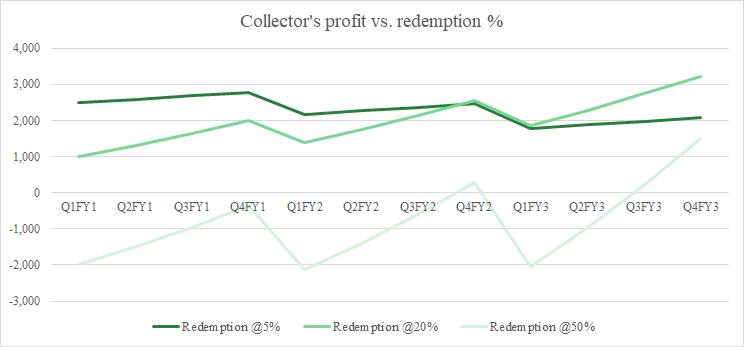 Collector's profit vs. redemption %
4,000
3,000
2,000
1,000
0
Q1FY1 Q2FY1 Q3FY1 Q4FY1 Q1FY2 Q2FY2 Q3FY2 Q4FY2 Q1FY3 Q2FY3 Q3FY3 Q4FY3
-1,000
-2,000
-3,000
Redemption @5% Redemption @20% Redemption @50%